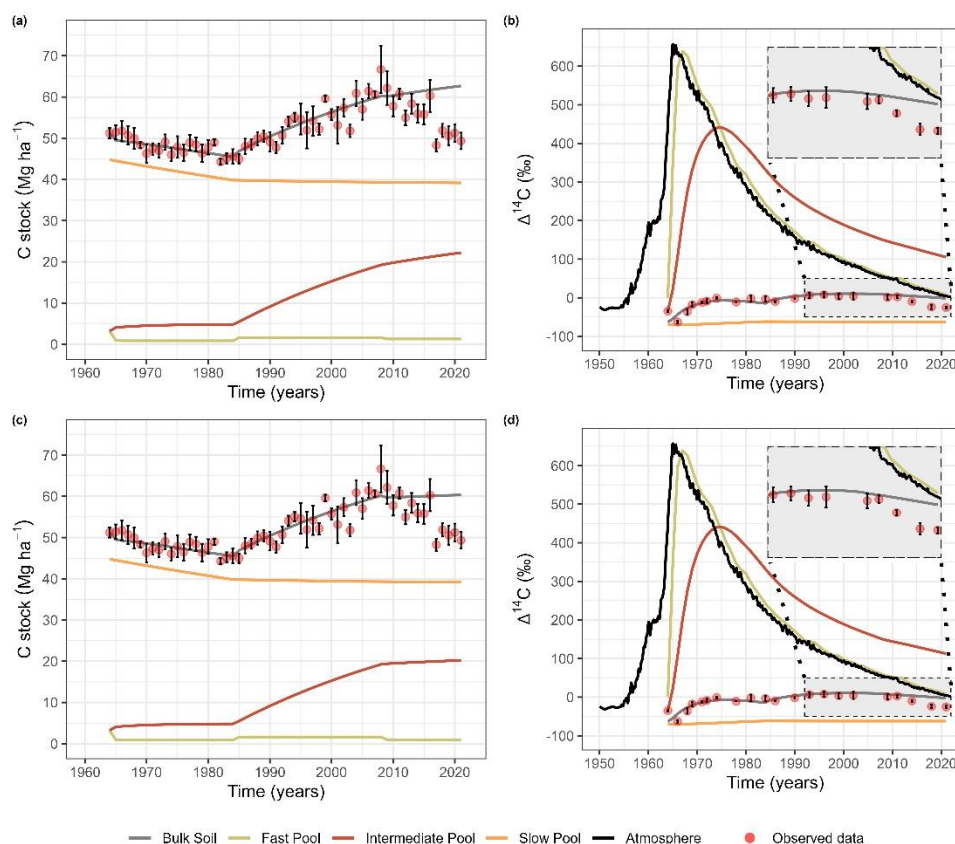 (a)
C stock (Mg ha⁻¹)
70
60
50
40
30
20
10
0
1960 1970 1980 1990 2000 2010 2020
Time (years)
(b)
Δ¹⁴C (‰)
600
500
400
300
200
100
0
-100
1950 1960 1970 1980 1990 2000 2010 2020
Time (years)
(c)
C stock (Mg ha⁻¹)
70
60
50
40
30
20
10
0
1960 1970 1980 1990 2000 2010 2020
Time (years)
(d)
Δ¹⁴C (‰)
600
500
400
300
200
100
0
-100
1950 1960 1970 1980 1990 2000 2010 2020
Time (years)
Bulk Soil Fast Pool Intermediate Pool Slow Pool Atmosphere Observed data